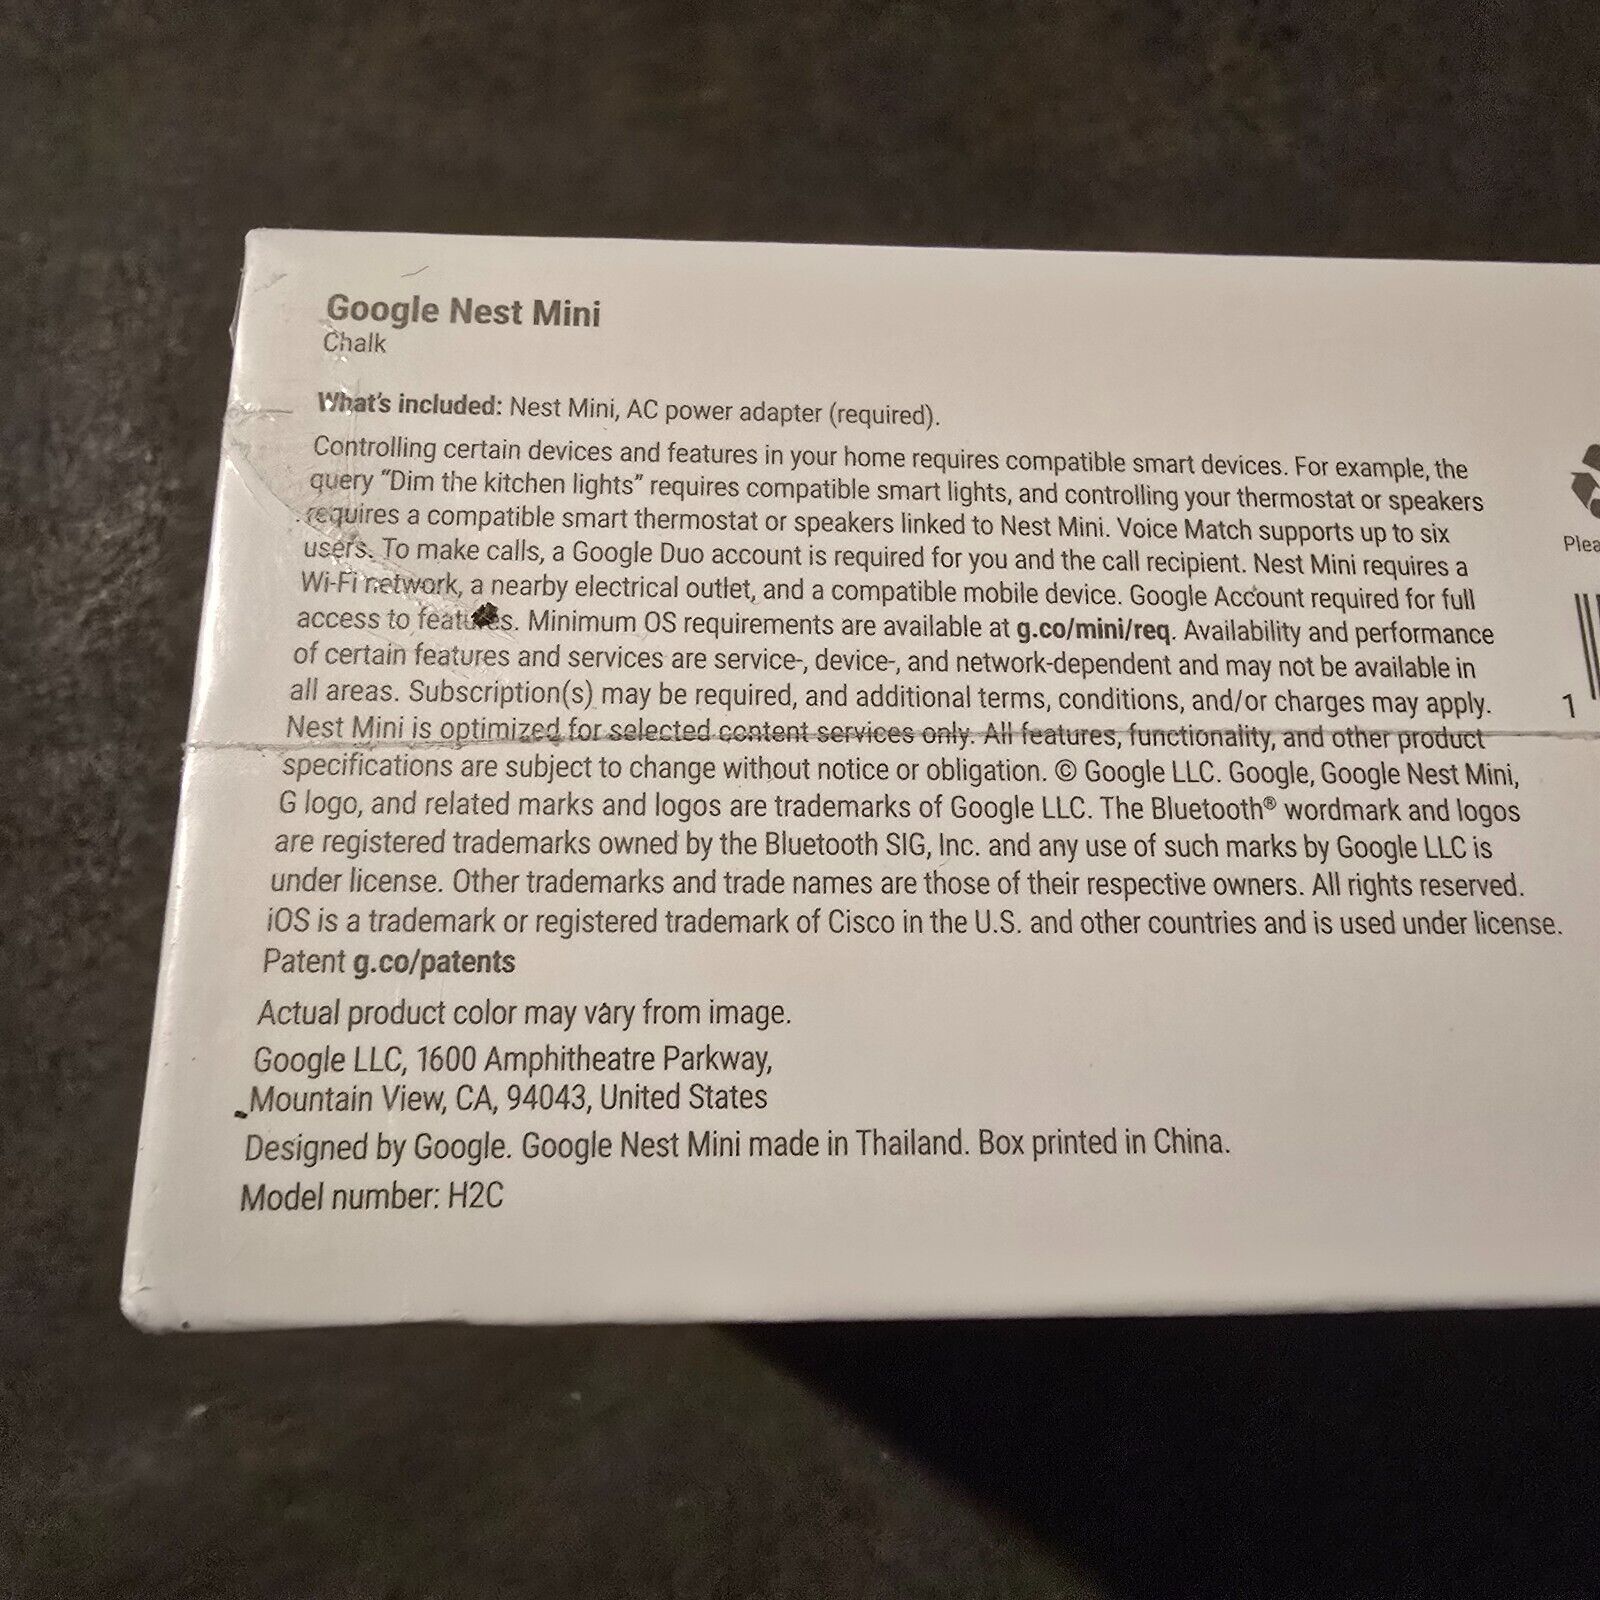 Google Nest Mini
Chalk
What's included: Nest Mini, AC power adapter (required).
Controlling certain devices and features in your home requires compatible smart devices. For example, the
query “Dim the kitchen lights” requires compatible smart lights, and controlling your thermostat or speakers
requires a compatible smart thermostat or speakers linked to Nest Mini. Voice Match supports up to six
users. To make calls, a Google Duo account is required for you and the call recipient. Nest Mini requires a
Wi-Fi network, a nearby electrical outlet, and a compatible mobile device. Google Account required for full
access to features. Minimum OS requirements are available at g.co/mini/req. Availability and performance
of certain features and services are service-, device-, and network-dependent and may not be available in
all areas. Subscription(s) may be required, and additional terms, conditions, and/or charges may apply.
Nest Mini is optimized for selected content services only. All features, functionality, and other product
specifications are subject to change without notice or obligation. © Google LLC. Google, Google Nest Mini,
G logo, and related marks and logos are trademarks of Google LLC. The Bluetooth® wordmark and logos
are registered trademarks owned by the Bluetooth SIG, Inc. and any use of such marks by Google LLC is
under license. Other trademarks and trade names are those of their respective owners. All rights reserved.
iOS is a trademark or registered trademark of Cisco in the U.S. and other countries and is used under license.
Patent g.co/patents
Actual product color may vary from image.
Google LLC, 1600 Amphitheatre Parkway,
Mountain View, CA, 94043, United States
Designed by Google. Google Nest Mini made in Thailand. Box printed in China.
Model number: H2C
Plea
1